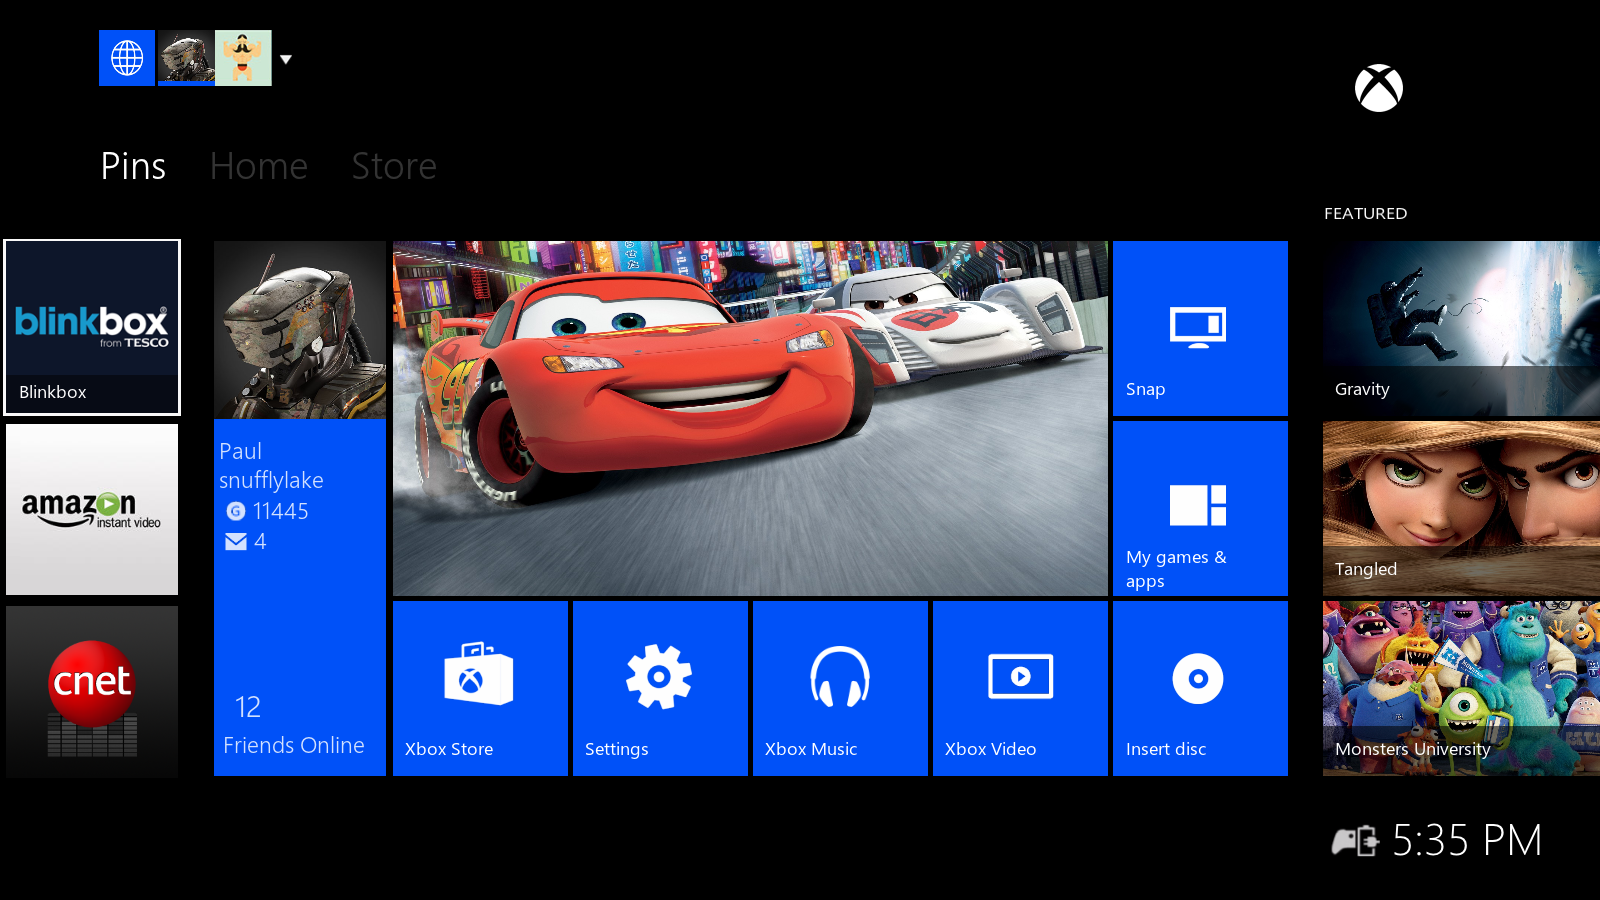 Pins Home Store
FEATURED
blinkbox
from TESCO
Blinkbox
amazon
instant video
cnet
Paul
snufflylake
G 11445
4
12
Friends Online
Snap
My games &
apps
Xbox Store
Settings
Xbox Music
Xbox Video
Insert disc
Gravity
Tangled
Monsters University
5:35 PM